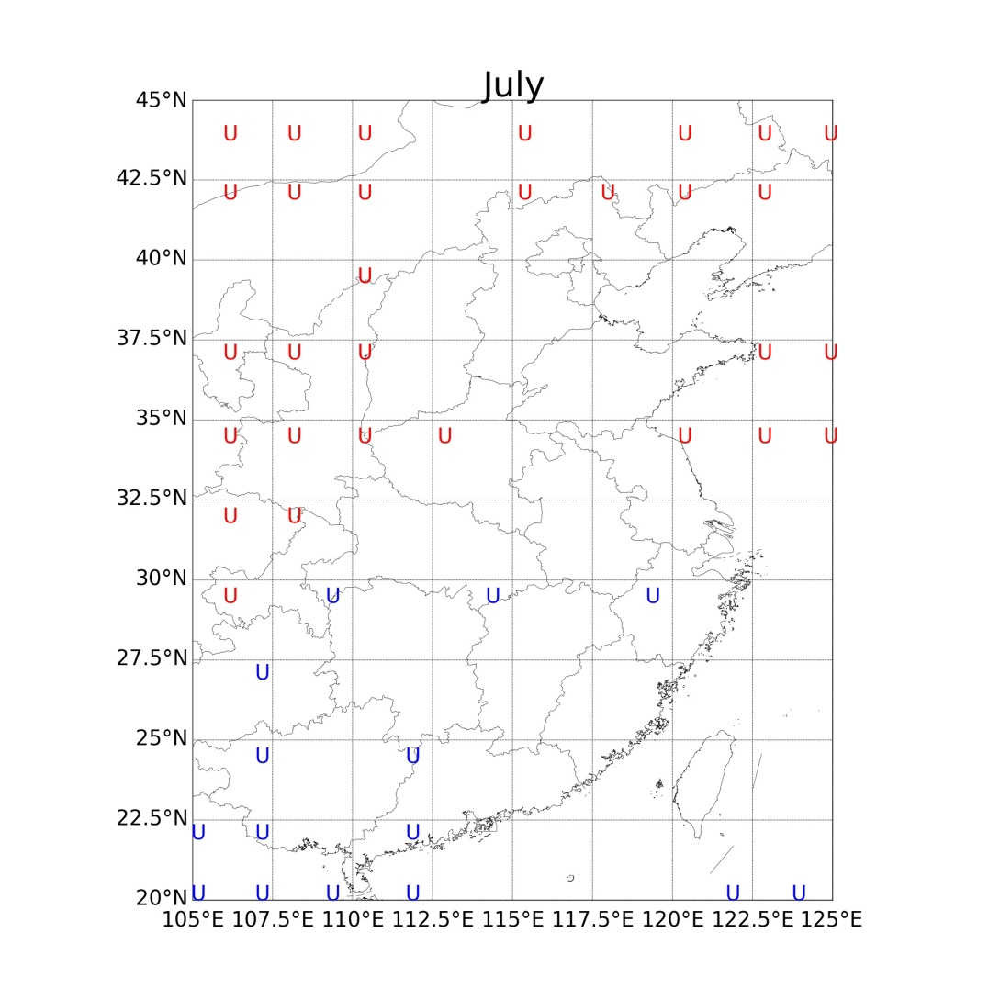 July
45°N
U U U U U U U
42.5°N
U U U U U U U
40°N
U
37.5°N
U U U U U
35°N
U U U U U U U
32.5°N
U U
30°N
U U U U
27.5°N
U
25°N
U U
22.5°N
U U U
20°N
U U U U U U
105°E 107.5°E 110°E 112.5°E 115°E 117.5°E 120°E 122.5°E 125°E